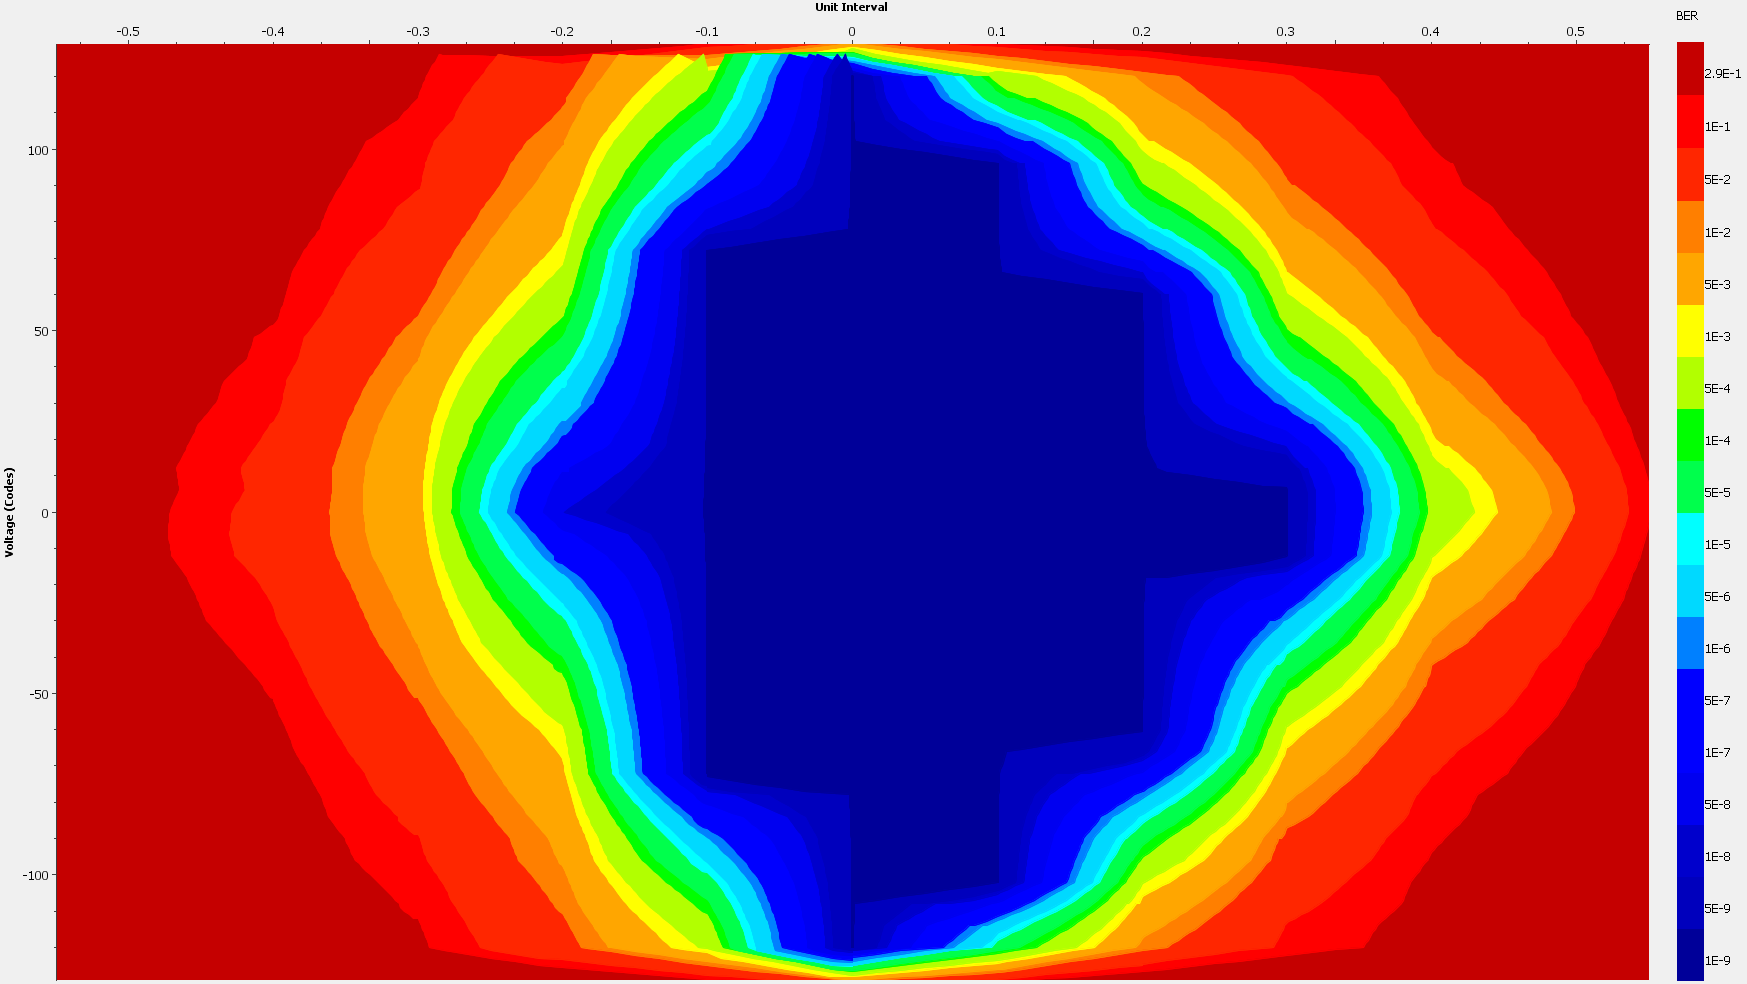 Unit Interval
BER
-0.5 -0.4 -0.3 -0.2 -0.1 0 0.1 0.2 0.3 0.4 0.5
Voltage (Codes)
100
50
0
-50
-100
2.9E-1
1E-1
5E-2
1E-2
5E-3
1E-3
5E-4
1E-4
5E-5
1E-5
5E-6
1E-6
5E-7
1E-7
5E-8
1E-8
5E-9
1E-9